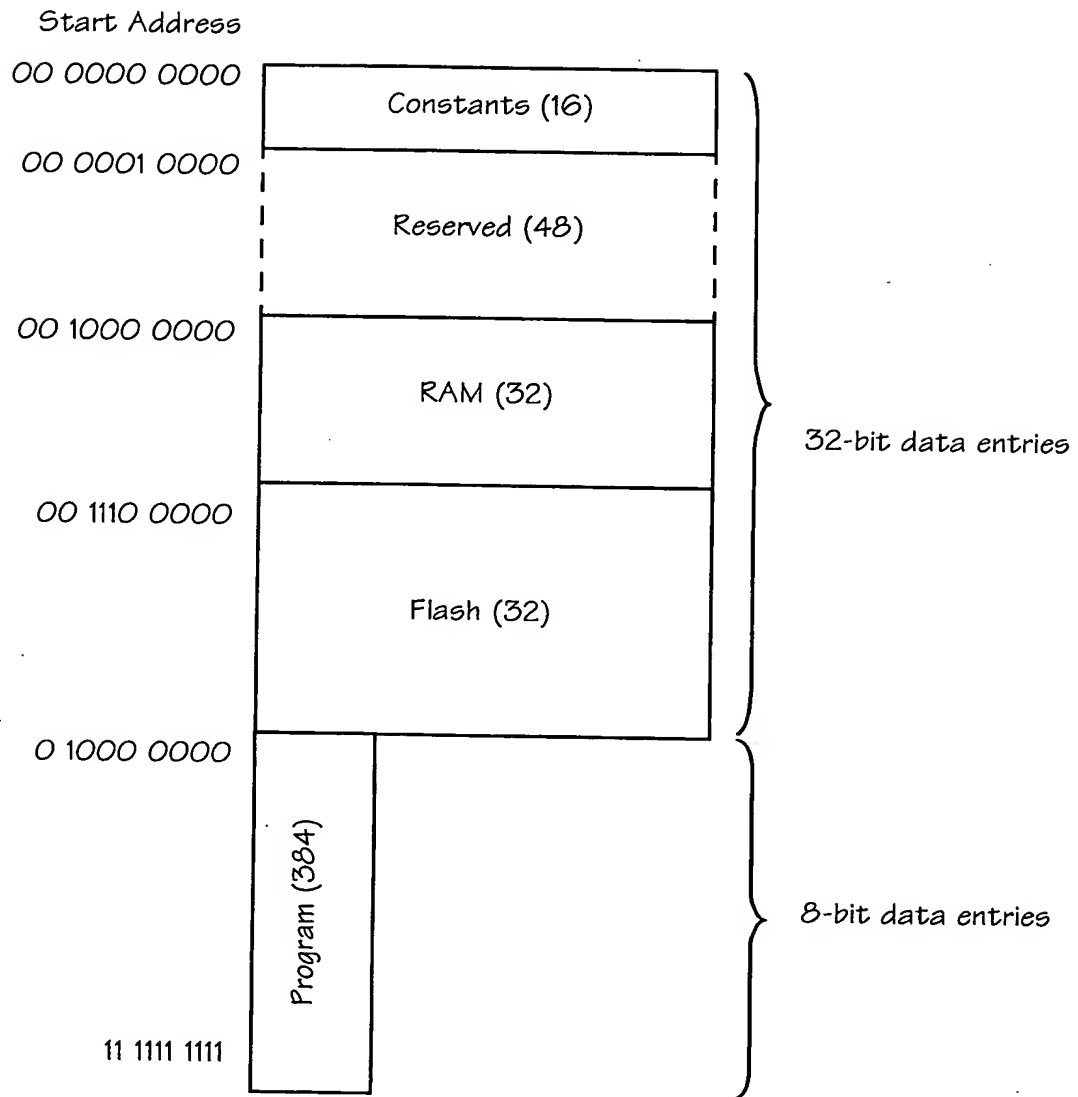 Start Address
00 0000 0000
Constants (16)
00 0001 0000
Reserved (48)
00 1000 0000
RAM (32)
32-bit data entries
00 1110 0000
Flash (32)
0 1000 0000
Program (384)
8-bit data entries
11 1111 1111